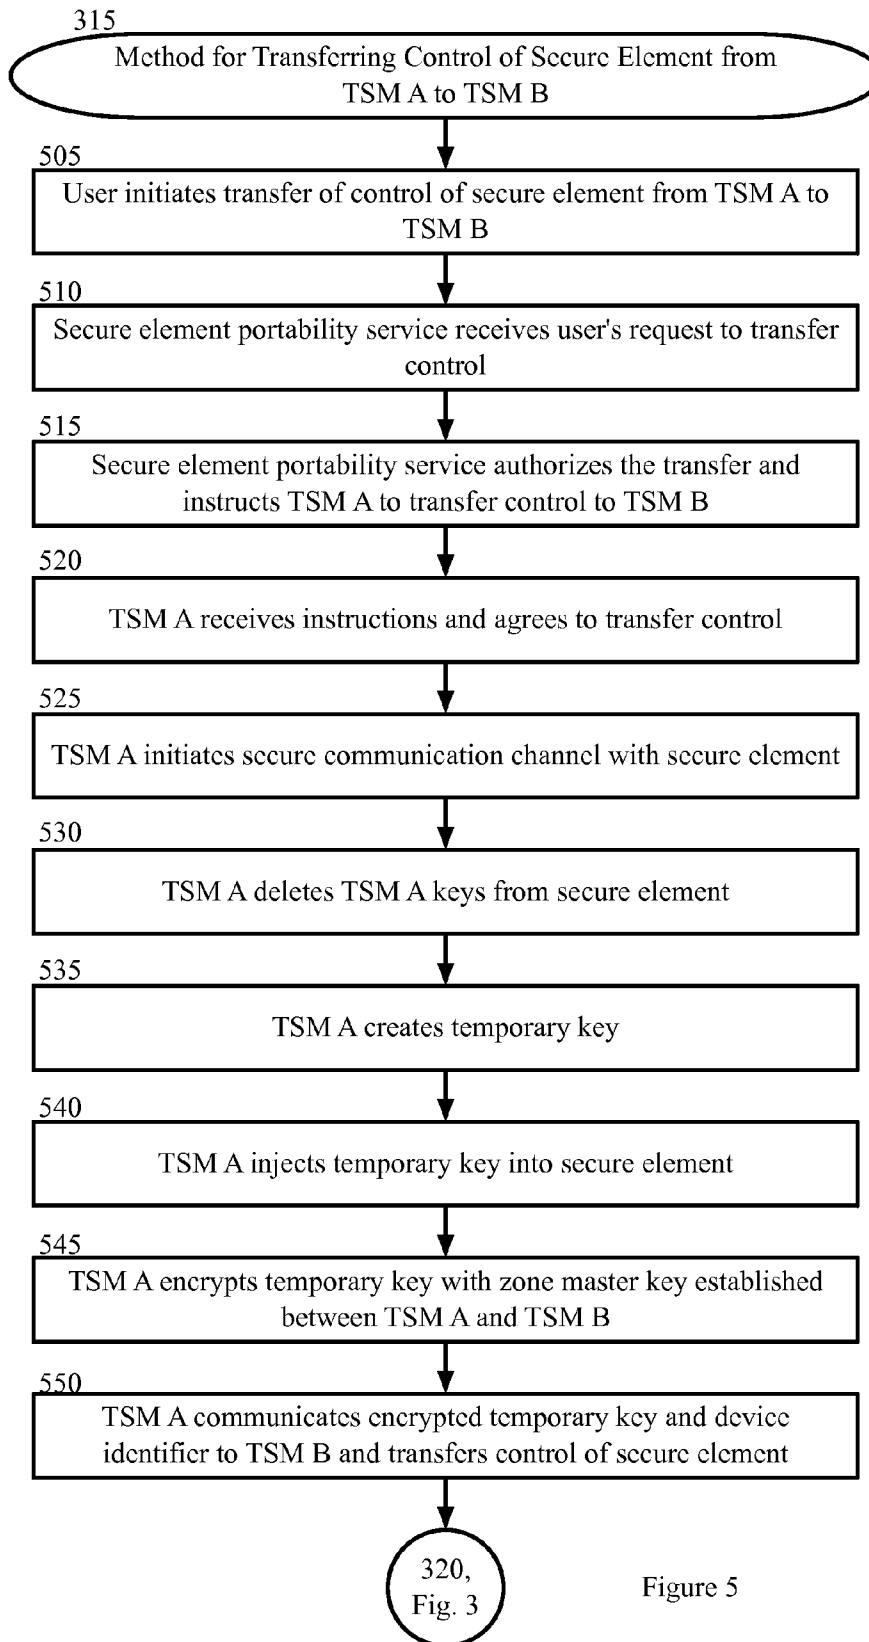 315
Method for Transferring Control of Secure Element from
TSM A to TSM B
505
User initiates transfer of control of secure element from TSM A to
TSM B
510
Secure element portability service receives user's request to transfer
control
515
Secure element portability service authorizes the transfer and
instructs TSM A to transfer control to TSM B
520
TSM A receives instructions and agrees to transfer control
525
TSM A initiates secure communication channel with secure element
530
TSM A deletes TSM A keys from secure element
535
TSM A creates temporary key
540
TSM A injects temporary key into secure element
545
TSM A encrypts temporary key with zone master key established
between TSM A and TSM B
550
TSM A communicates encrypted temporary key and device
identifier to TSM B and transfers control of secure element
320,
Fig. 3
Figure 5